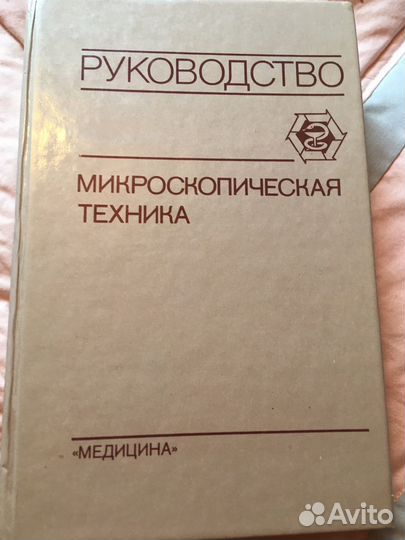 РУКОВОДСТВО
МИКРОСКОПИЧЕСКАЯ
ТЕХНИКА
«МЕДИЦИНА»
Avito